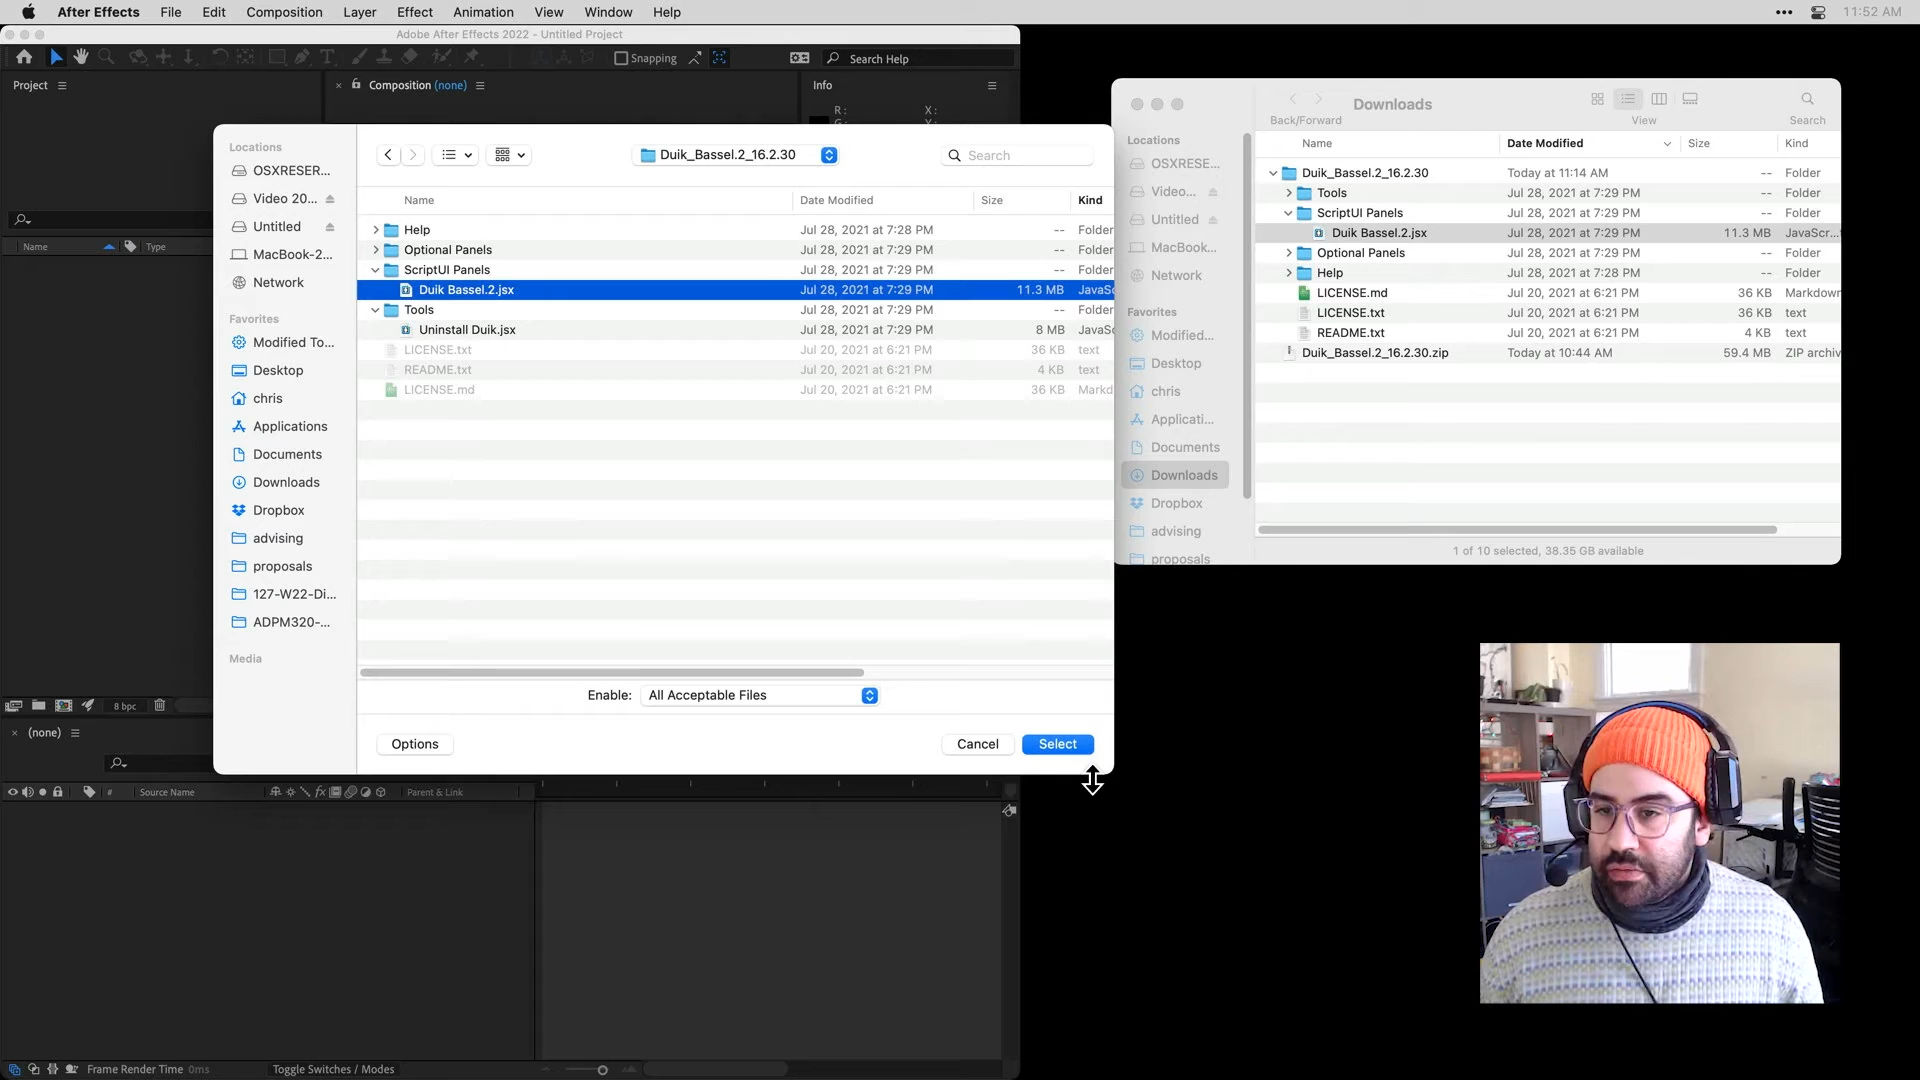 After Effects File Edit Composition Layer Effect Animation View Window Help ••• 11:52 AM
Adobe After Effects 2022 - Untitled Project
Snapping Search Help
Project
Composition (none)
Info
R: X:
Name Type
8 bpc
(none)
# Source Name fx Parent & Link
Frame Render Time 0ms Toggle Switches / Modes
Locations
OSXRESER...
Video 20...
Untitled
MacBook-2...
Network
Favorites
Modified To...
Desktop
chris
Applications
Documents
Downloads
Dropbox
advising
proposals
127-W22-Di...
ADPM320-...
Media
Duik_Bassel.2_16.2.30
Search
Name Date Modified Size Kind
Help Jul 28, 2021 at 7:28 PM -- Folder
Optional Panels Jul 28, 2021 at 7:29 PM -- Folder
ScriptUI Panels Jul 28, 2021 at 7:29 PM -- Folder
Duik Bassel.2.jsx Jul 28, 2021 at 7:29 PM 11.3 MB JavaSc
Tools Jul 28, 2021 at 7:29 PM -- Folder
Uninstall Duik.jsx Jul 28, 2021 at 7:29 PM 8 MB JavaSc
LICENSE.txt Jul 20, 2021 at 6:21 PM 36 KB text
README.txt Jul 20, 2021 at 6:21 PM 4 KB text
LICENSE.md Jul 20, 2021 at 6:21 PM 36 KB Markd
Enable: All Acceptable Files
Options Cancel Select
Downloads
Back/Forward View Search
Locations
OSXRESE...
Video...
Untitled
MacBook...
Network
Favorites
Modified...
Desktop
chris
Applicati...
Documents
Downloads
Dropbox
advising
proposals
Name Date Modified Size Kind
Duik_Bassel.2_16.2.30 Today at 11:14 AM -- Folder
Tools Jul 28, 2021 at 7:29 PM -- Folder
ScriptUI Panels Jul 28, 2021 at 7:29 PM -- Folder
Duik Bassel.2.jsx Jul 28, 2021 at 7:29 PM 11.3 MB JavaScr...
Optional Panels Jul 28, 2021 at 7:29 PM -- Folder
Help Jul 28, 2021 at 7:28 PM -- Folder
LICENSE.md Jul 20, 2021 at 6:21 PM 36 KB Markdown
LICENSE.txt Jul 20, 2021 at 6:21 PM 36 KB text
README.txt Jul 20, 2021 at 6:21 PM 4 KB text
Duik_Bassel.2_16.2.30.zip Today at 10:44 AM 59.4 MB ZIP archiv
1 of 10 selected, 38.35 GB available